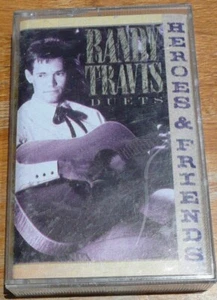 RANDY
TRAVIS
DUETS
HEROES & FRIENDS